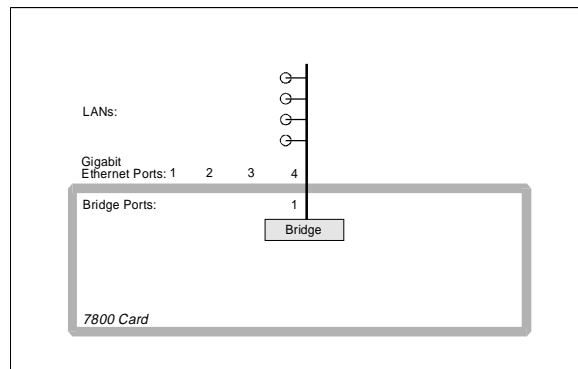 LANs:
Gigabit
Ethernet Ports: 1 2 3 4
Bridge Ports: 1
Bridge
7800 Card